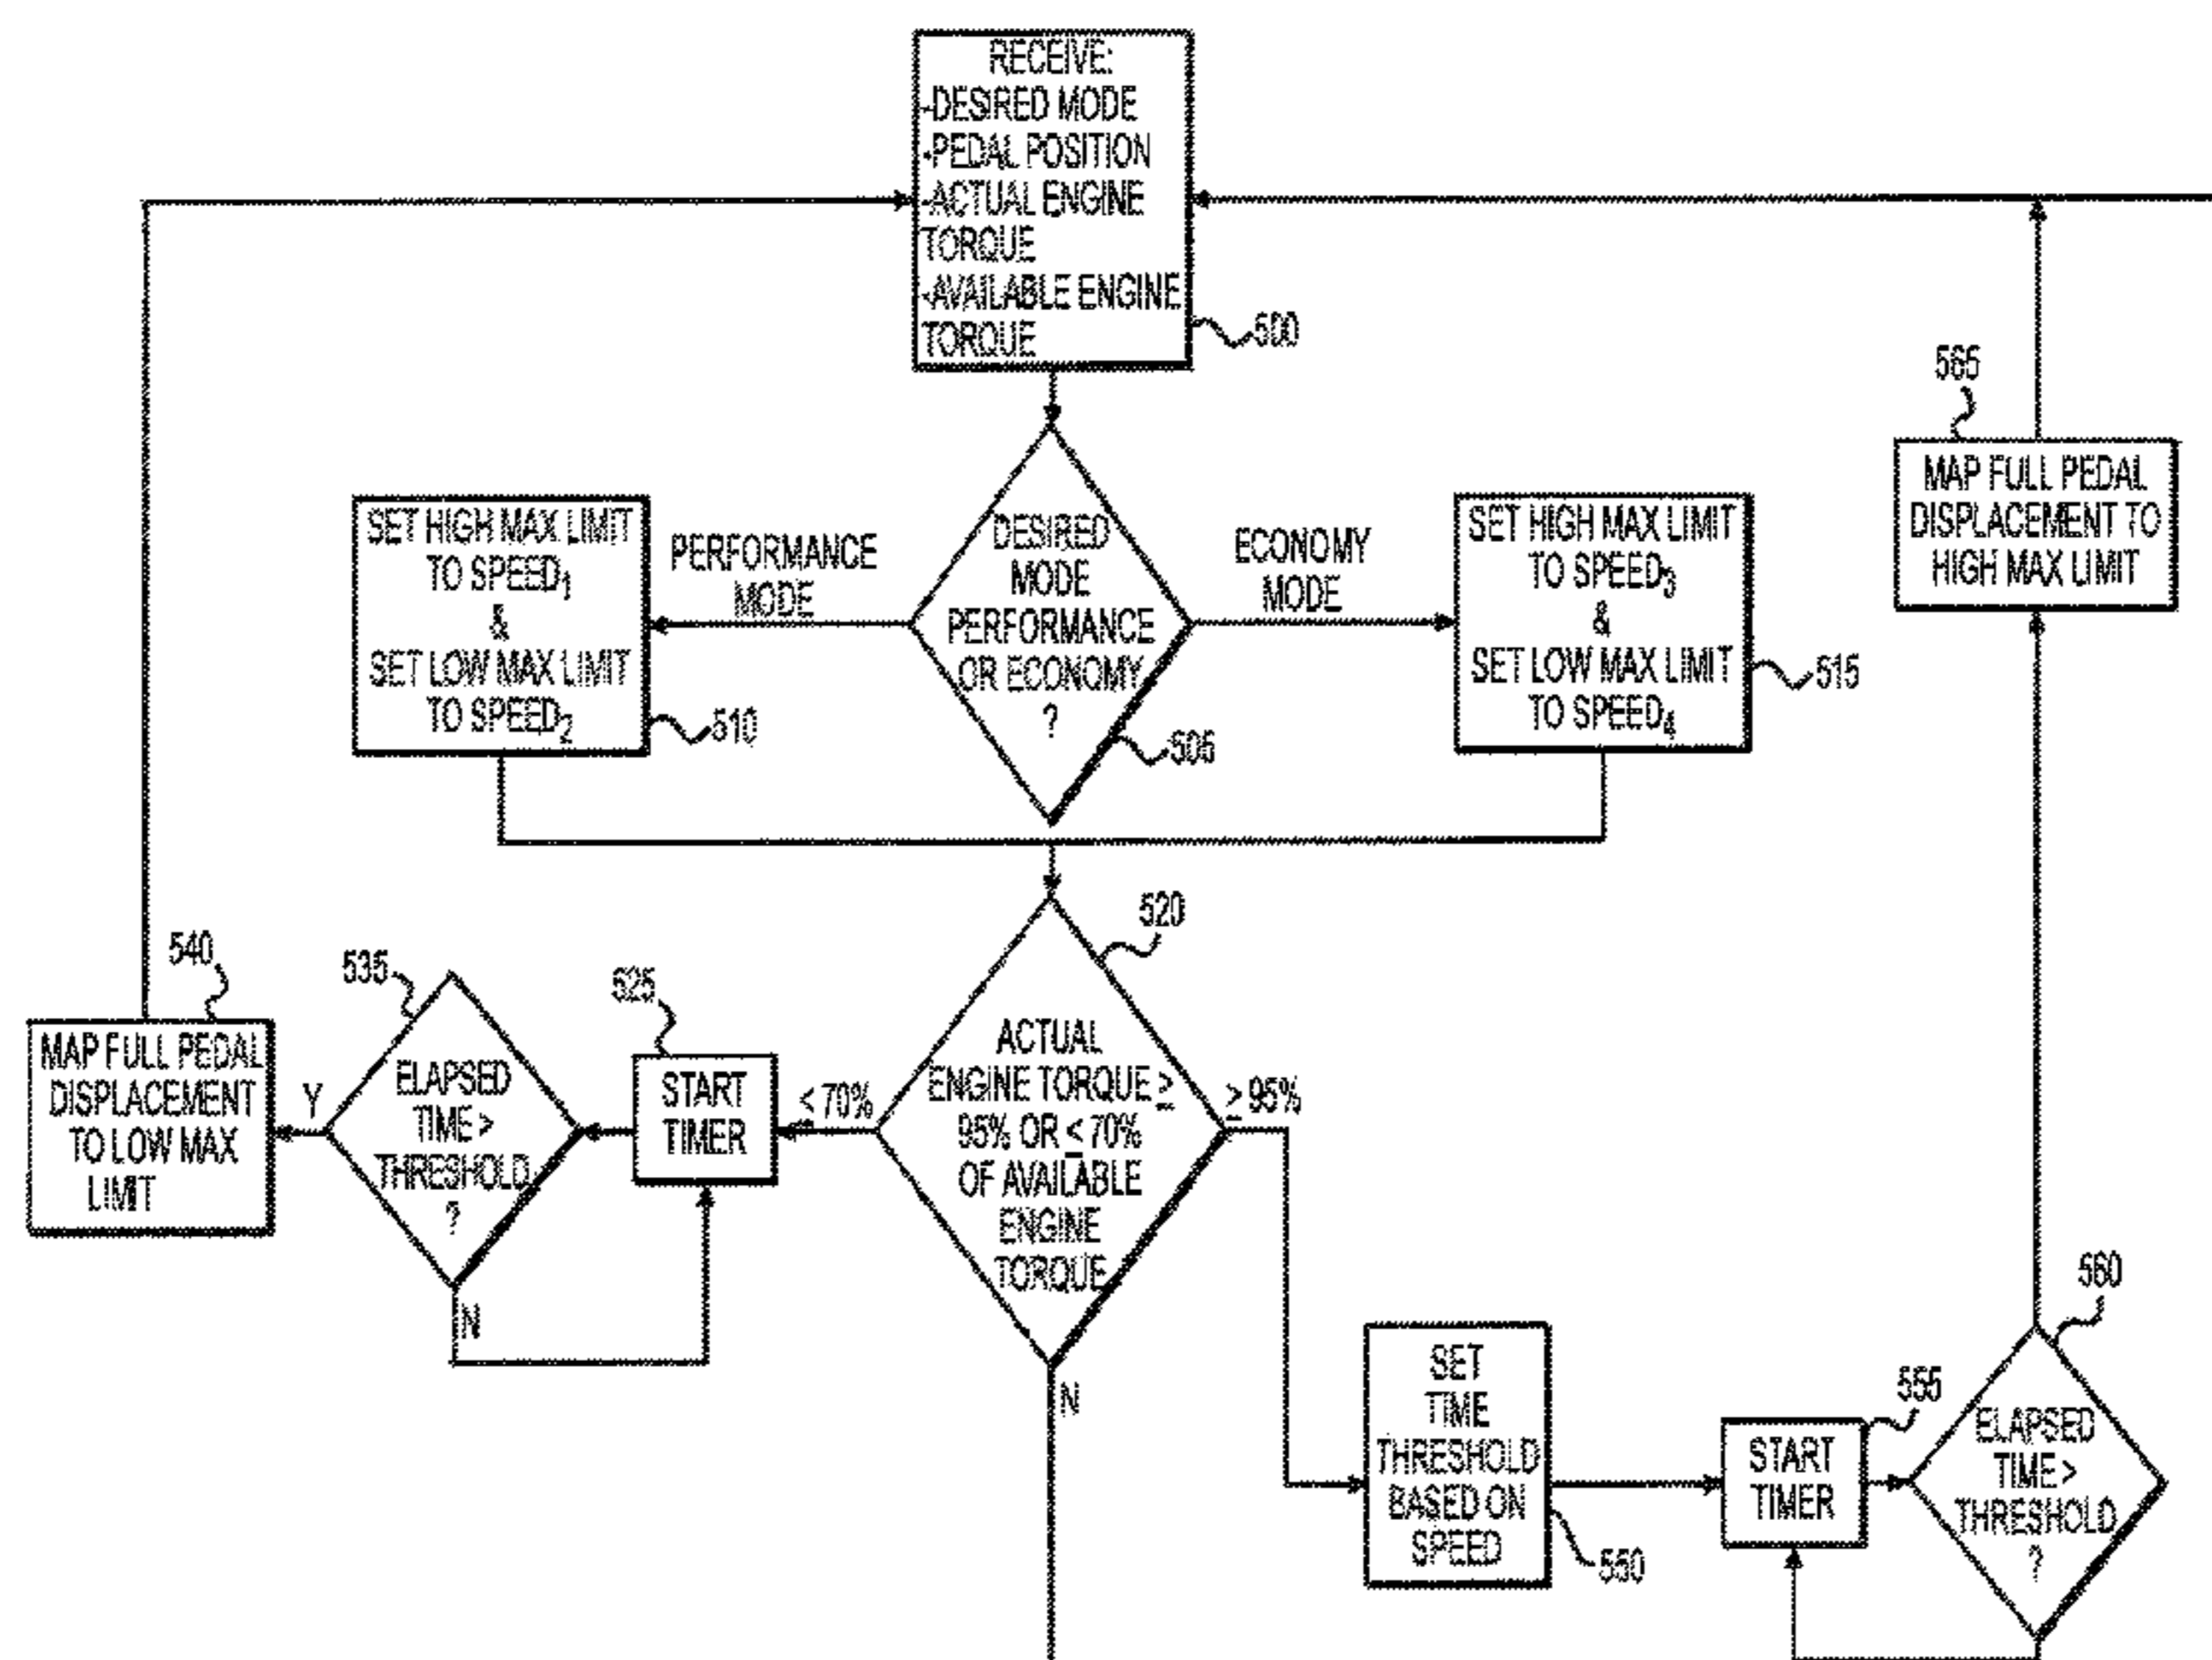 RECEIVE:
-DESIRED MODE
-PEDAL POSITION
-ACTUAL ENGINE
TORQUE
-AVAILABLE ENGINE
TORQUE
500
565
MAP FULL PEDAL
DISPLACEMENT TO
HIGH MAX LIMIT
SET HIGH MAX LIMIT
TO SPEED1
&
SET LOW MAX LIMIT
TO SPEED2
510
PERFORMANCE
MODE
DESIRED
MODE
PERFORMANCE
OR ECONOMY
?
505
ECONOMY
MODE
SET HIGH MAX LIMIT
TO SPEED3
&
SET LOW MAX LIMIT
TO SPEED4
515
540
MAP FULL PEDAL
DISPLACEMENT
TO LOW MAX
LIMIT
Y
535
ELAPSED
TIME >
THRESHOLD
?
N
525
START
TIMER
≤ 70%
520
ACTUAL
ENGINE TORQUE ≥
95% OR ≤ 70%
OF AVAILABLE
ENGINE
TORQUE
≥ 95%
N
SET
TIME
THRESHOLD
BASED ON
SPEED
550
555
START
TIMER
560
ELAPSED
TIME >
THRESHOLD
?